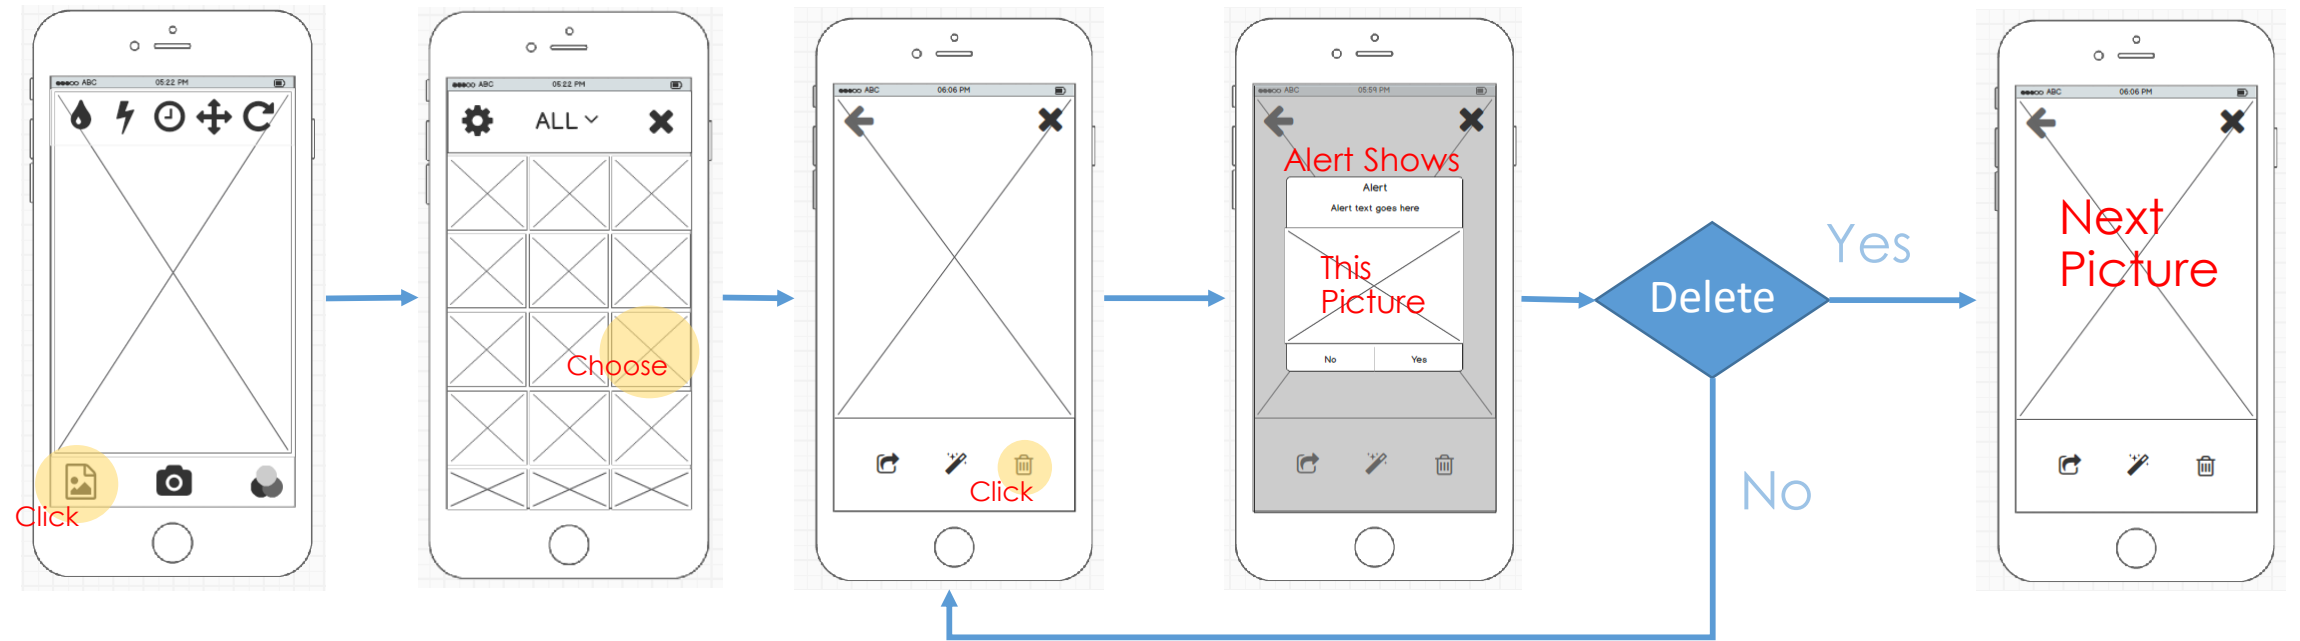 ABC 05:22 PM
Click
ABC 05:22 PM
ALL
Choose
ABC 06:06 PM
Click
ABC 05:59 PM
Alert Shows
Alert
Alert text goes here
This
Picture
No Yes
Delete
Yes
No
ABC 06:06 PM
Next
Picture